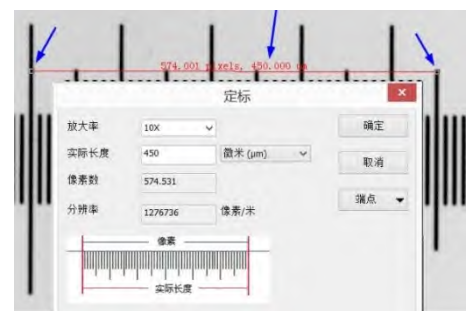 574.001 pixels, 450.000 um
定标
放大率 10X 确定
实际长度 450 微米 (μm) 取消
像素数 574.531
端点
分辨率 1276736 像素/米
像素
实际长度